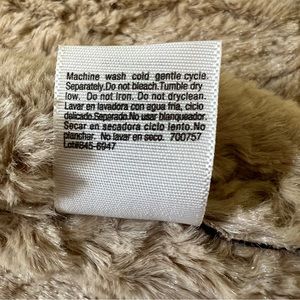 Machine wash cold gentle cycle.
Separately.Do not bleach.Tumble dry
low. Do not iron. Do not dryclean.
Lavar en lavadora con agua fria, ciclo
delicado.Separado.No usar blanqueador.
Secar en secadora ciclo lento.No
planchar. No lavar en seco. 700757
Lot#845-6947